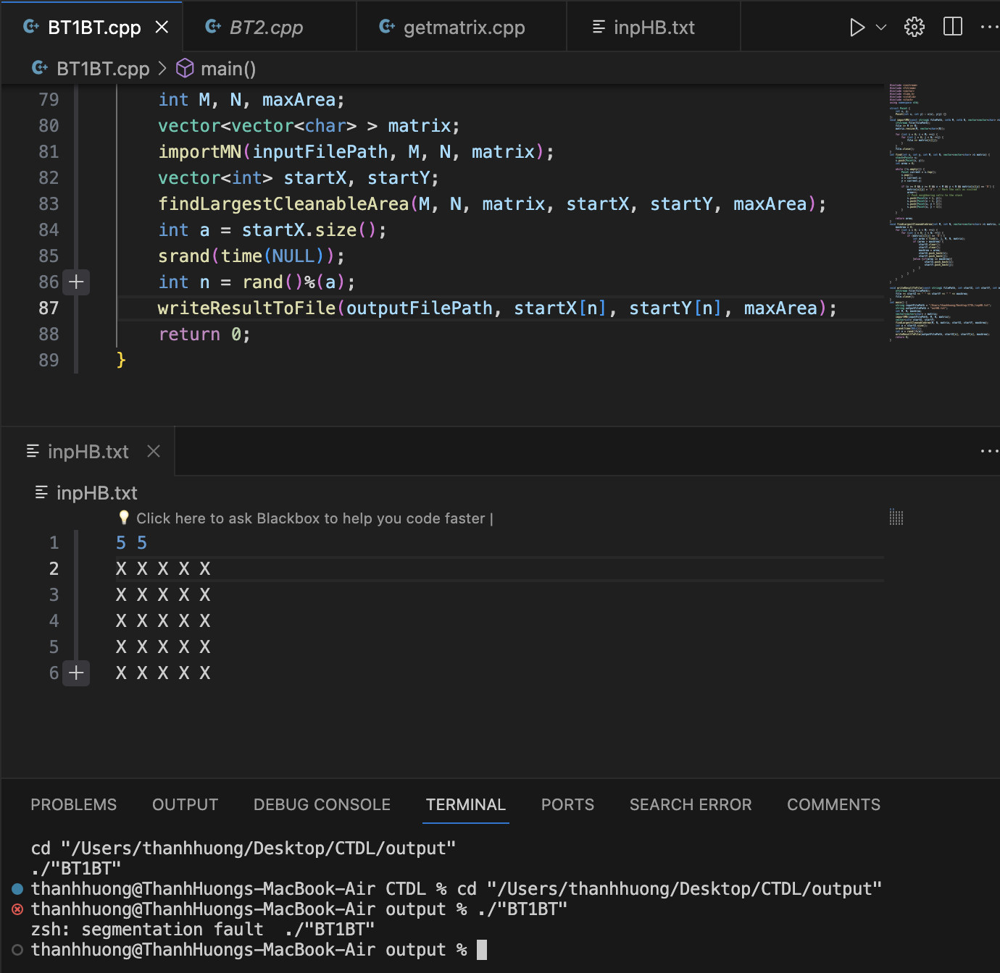 BT1BT.cpp
BT2.cpp
getmatrix.cpp
inpHB.txt
BT1BT.cpp > main()
79 int M, N, maxArea;
80 vector<vector<char> > matrix;
81 importMN(inputFilePath, M, N, matrix);
82 vector<int> startX, startY;
83 findLargestCleanableArea(M, N, matrix, startX, startY, maxArea);
84 int a = startX.size();
85 srand(time(NULL));
86 int n = rand()%(a);
87 writeResultToFile(outputFilePath, startX[n], startY[n], maxArea);
88 return 0;
89 }
inpHB.txt
inpHB.txt
Click here to ask Blackbox to help you code faster |
1 5 5
2 X X X X X
3 X X X X X
4 X X X X X
5 X X X X X
6 X X X X X
PROBLEMS OUTPUT DEBUG CONSOLE TERMINAL PORTS SEARCH ERROR COMMENTS
cd "/Users/thanhhuong/Desktop/CTDL/output"
./"BT1BT"
thanhhuong@ThanhHuongs-MacBook-Air CTDL % cd "/Users/thanhhuong/Desktop/CTDL/output"
thanhhuong@ThanhHuongs-MacBook-Air output % ./"BT1BT"
zsh: segmentation fault  ./"BT1BT"
thanhhuong@ThanhHuongs-MacBook-Air output %